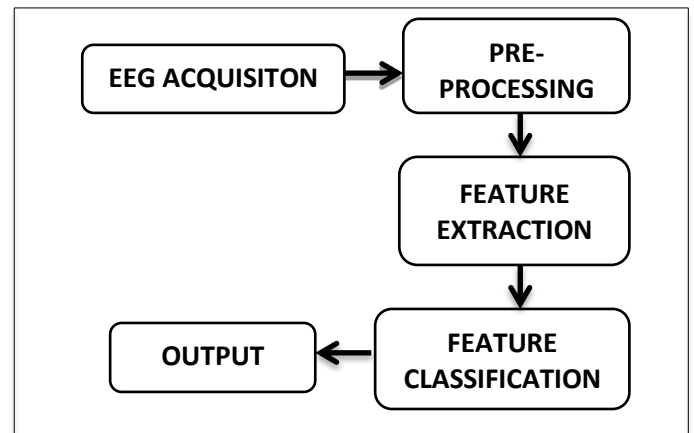 EEG ACQUISITON
PRE-
PROCESSING
FEATURE
EXTRACTION
FEATURE
CLASSIFICATION
OUTPUT